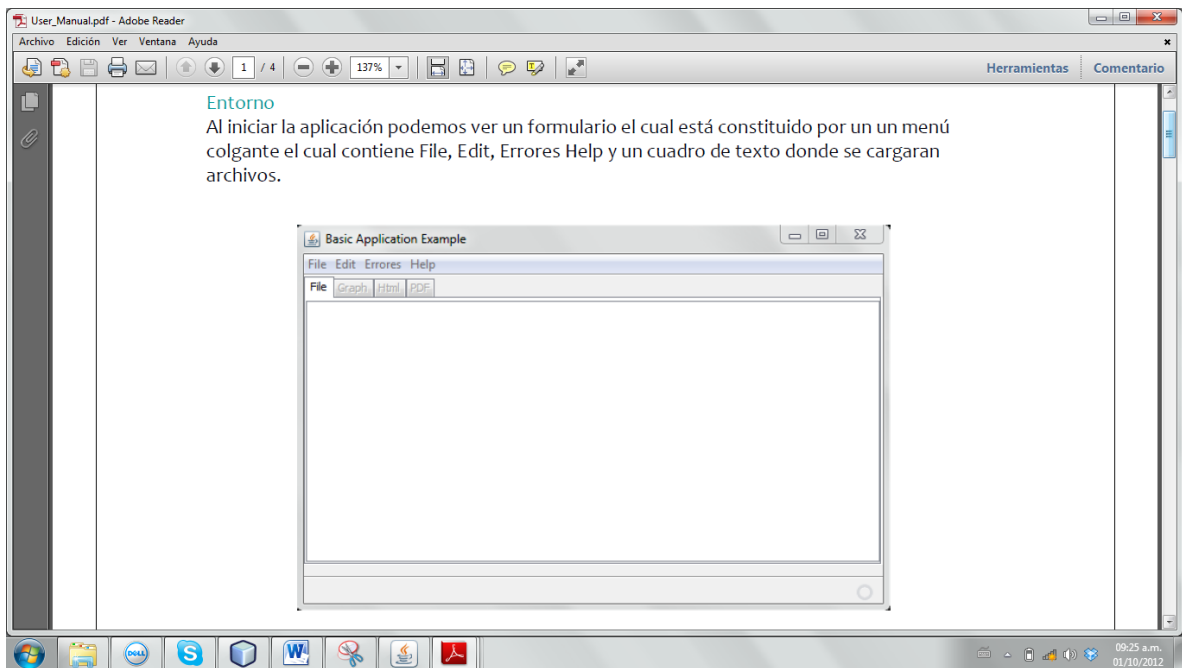 User_Manual.pdf - Adobe Reader
Archivo Edición Ver Ventana Ayuda
1 / 4 137% Herramientas Comentario
Entorno
Al iniciar la aplicación podemos ver un formulario el cual está constituido por un un menú
colgante el cual contiene File, Edit, Errores Help y un cuadro de texto donde se cargaran
archivos.
Basic Application Example
File Edit Errores Help
File Graph Html PDF
DELL
09:25 a.m.
01/10/2012